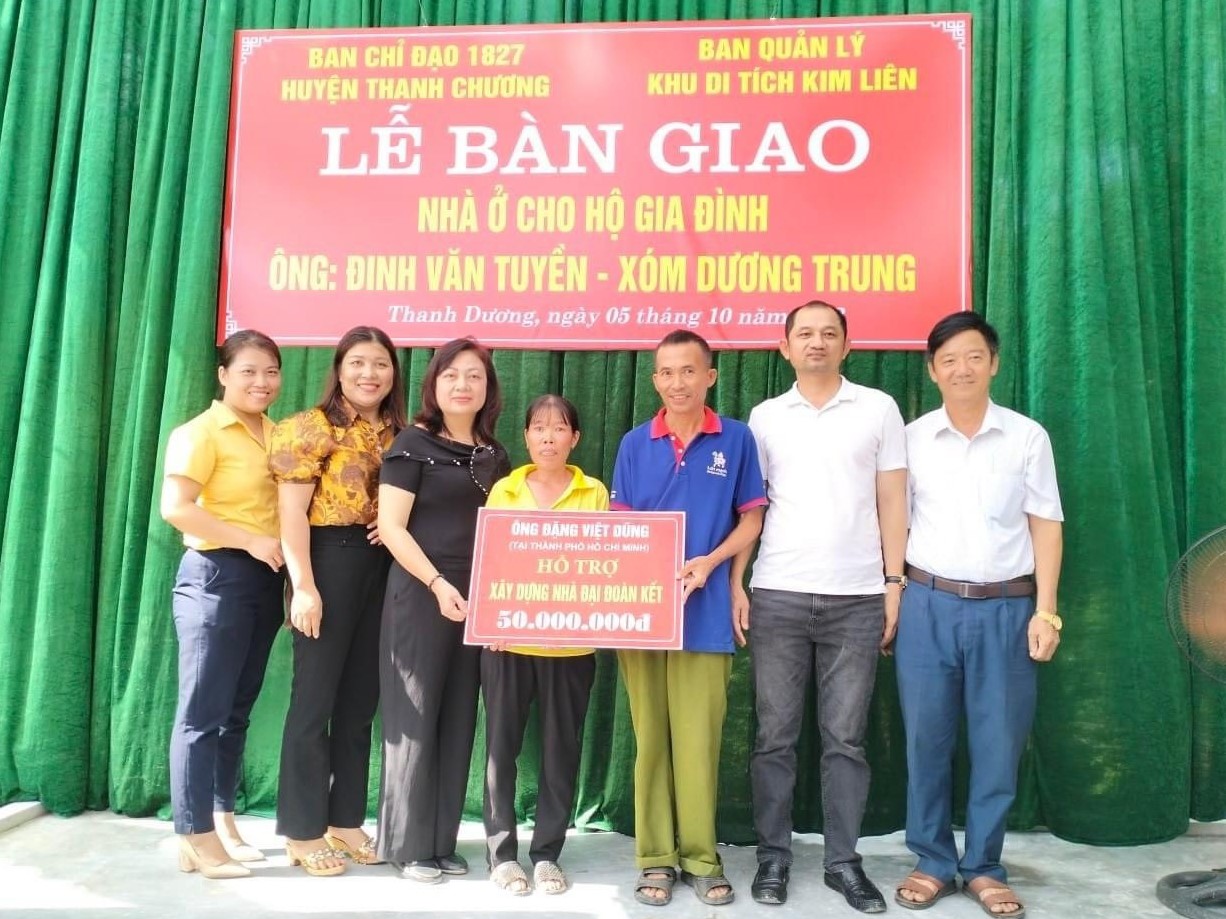 BAN CHỈ ĐẠO 1827
HUYỆN THANH CHƯƠNG
BAN QUẢN LÝ
KHU DI TÍCH KIM LIÊN
LỄ BÀN GIAO
NHÀ Ở CHO HỘ GIA ĐÌNH
ÔNG: ĐINH VĂN TUYỀN - XÓM DƯƠNG TRUNG
Thanh Dương, ngày 05 tháng 10 năm
ÔNG ĐẶNG VIỆT DŨNG
(TẠI THÀNH PHỐ HỒ CHÍ MINH)
HỖ TRỢ
XÂY DỰNG NHÀ ĐẠI ĐOÀN KẾT
50.000.000đ